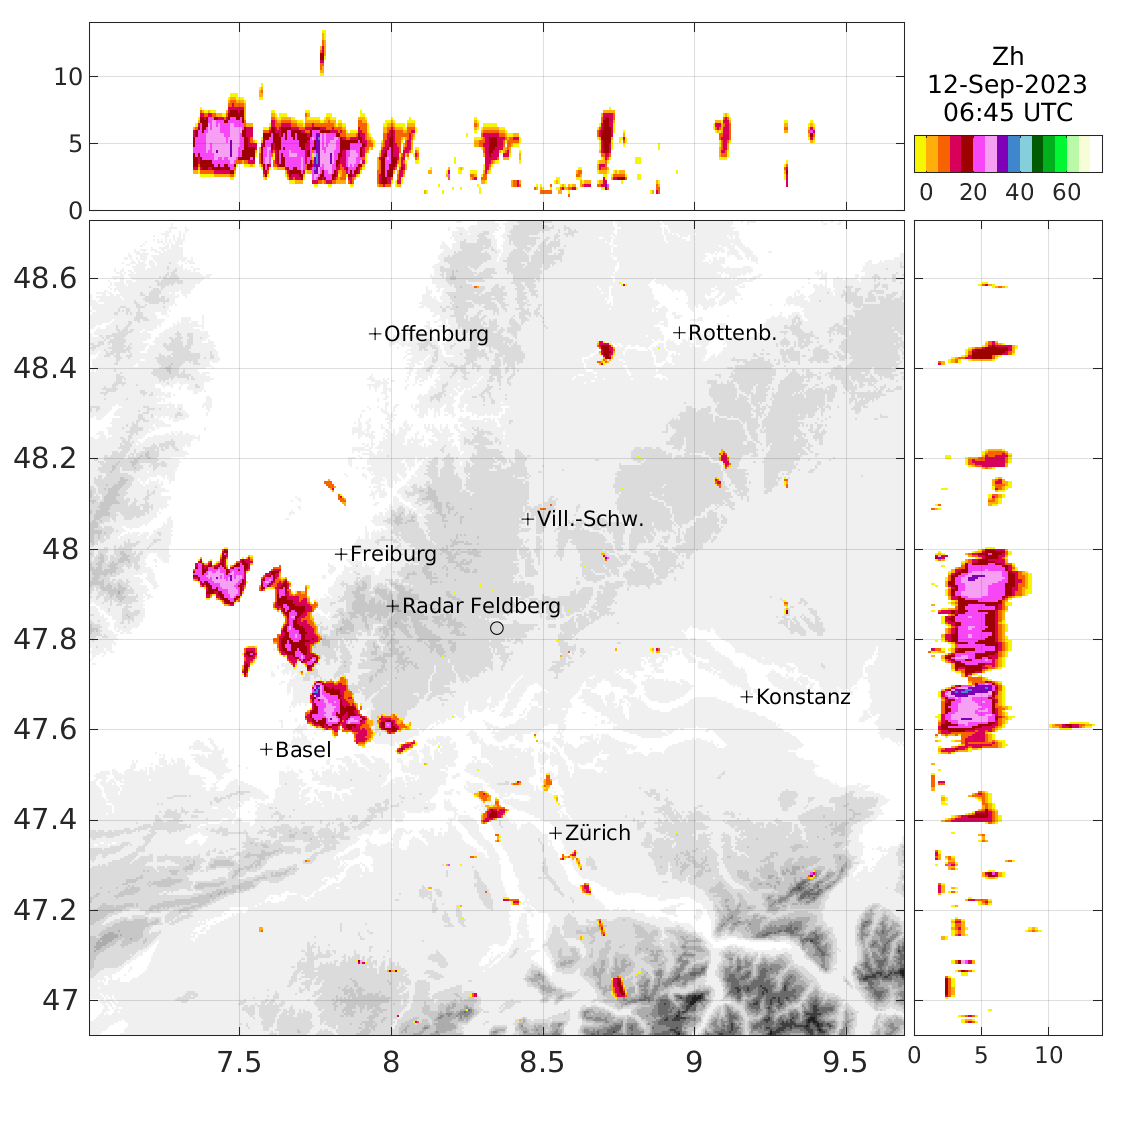 10
5
0
Zh
12-Sep-2023
06:45 UTC
0 20 40 60
48.6
48.4
48.2
48
47.8
47.6
47.4
47.2
47
+Offenburg
+Rottenb.
+Vill.-Schw.
+Freiburg
+Radar Feldberg
+Konstanz
+Basel
+Zürich
7.5 8 8.5 9 9.5
0 5 10